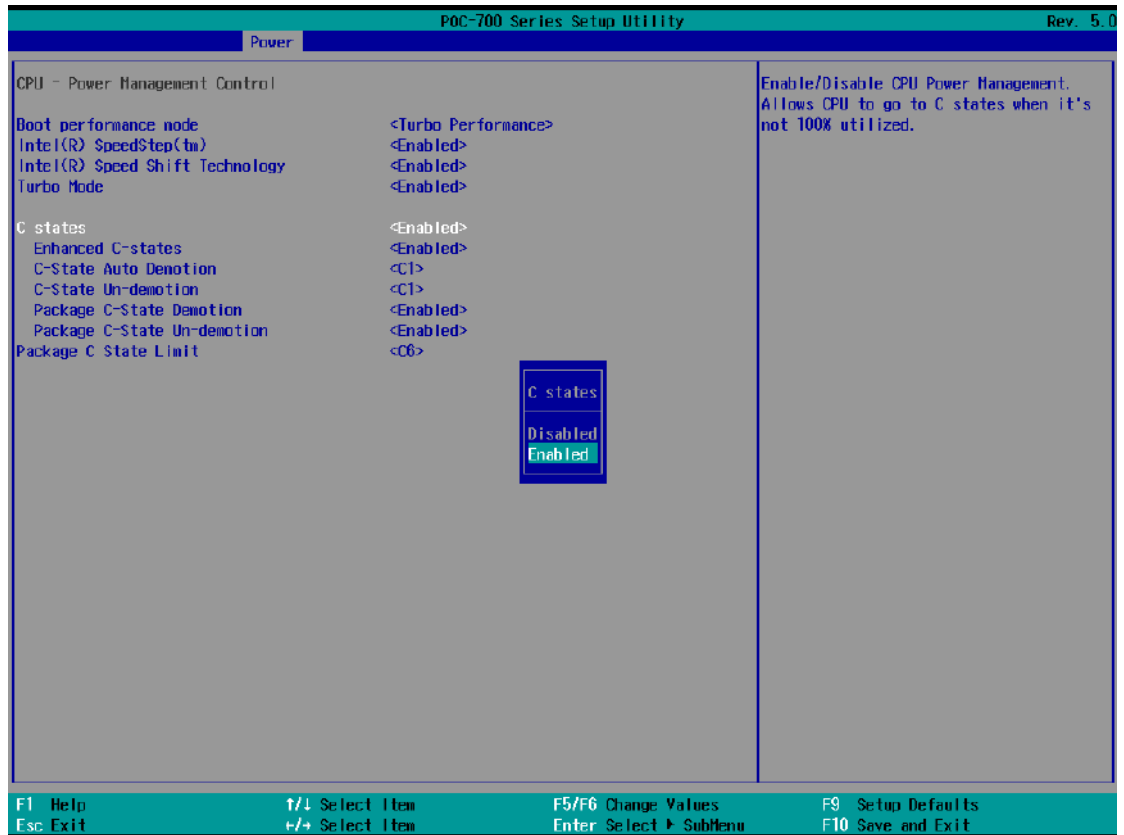 POC-700 Series Setup Utility Rev. 5.0
Power
CPU - Power Management Control
Boot performance mode <Turbo Performance>
Intel(R) SpeedStep(tm) <Enabled>
Intel(R) Speed Shift Technology <Enabled>
Turbo Mode <Enabled>
C states <Enabled>
Enhanced C-states <Enabled>
C-State Auto Demotion <C1>
C-State Un-demotion <C1>
Package C-State Demotion <Enabled>
Package C-State Un-demotion <Enabled>
Package C State Limit <C6>
C states
Disabled
Enabled
Enable/Disable CPU Power Management.
Allows CPU to go to C states when it's
not 100% utilized.
F1 Help ↑/↓ Select Item F5/F6 Change Values F9 Setup Defaults
Esc Exit ←/→ Select Item Enter Select ▶ SubMenu F10 Save and Exit